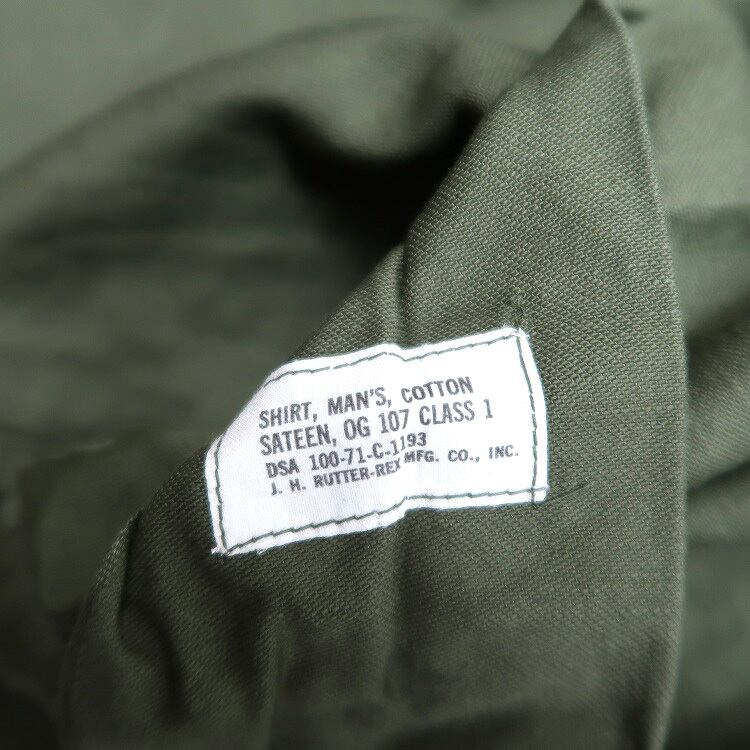 SHIRT, MAN'S, COTTON
SATEEN, OG 107 CLASS 1
DSA 100-71-C-1193
J. H. RUTTER-REX MFG. CO., INC.